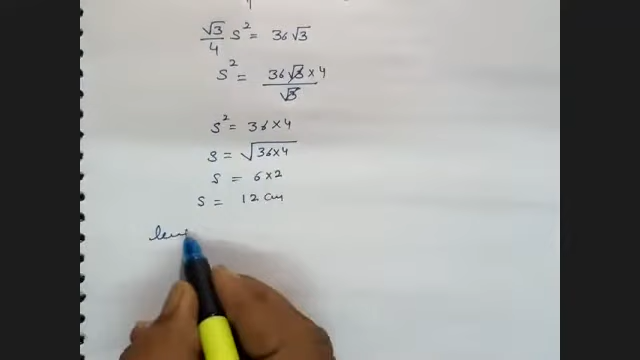 √3/4 s² = 36√3
s² = 36√3×4/√3
s² = 36×4
s = √36×4
s = 6×2
s = 12 cm